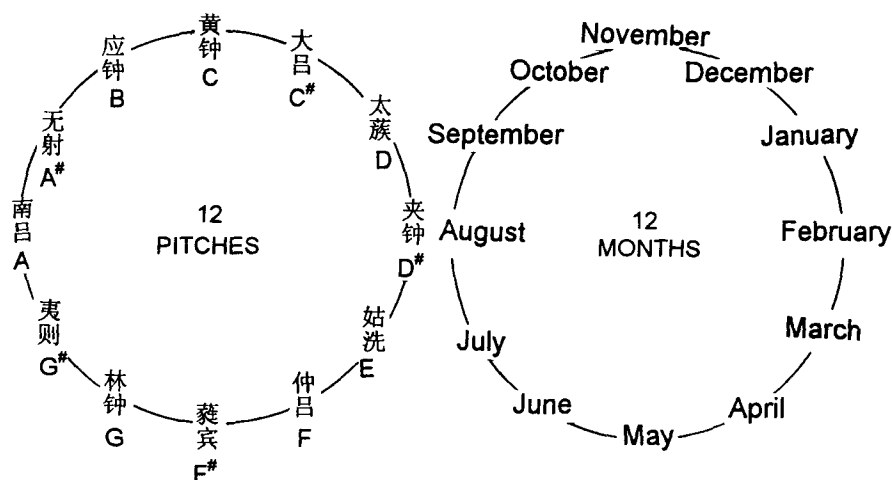 黄钟
C
大吕
C#
太蔟
D
夹钟
D#
姑洗
E
仲吕
F
蕤宾
F#
林钟
G
夷则
G#
南吕
A
无射
A#
应钟
B
12
PITCHES
November
December
January
February
March
April
May
June
July
August
September
October
12
MONTHS